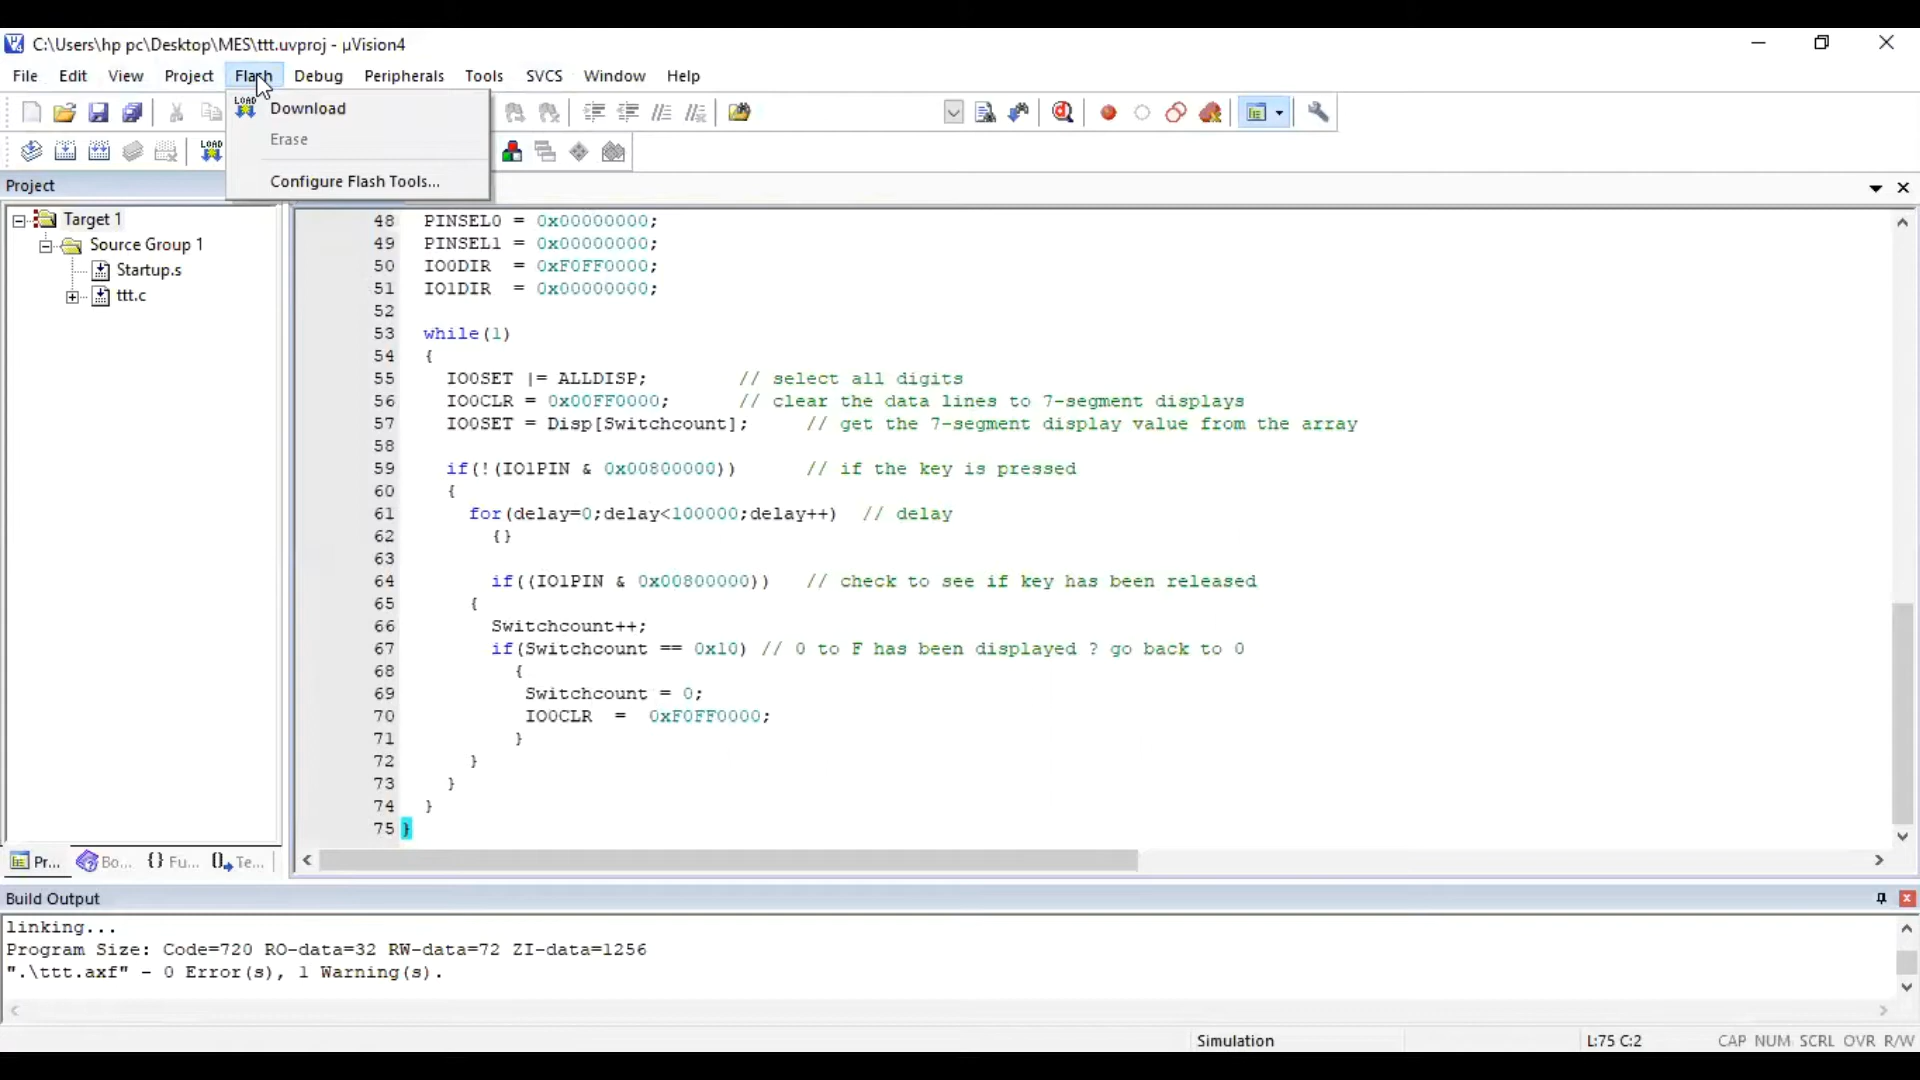 C:\Users\hp pc\Desktop\MES\ttt.uvproj - µVision4
File Edit View Project Flash Debug Peripherals Tools SVCS Window Help
LOAD Download
Erase
LOAD
Configure Flash Tools...
Project
Target 1
Source Group 1
Startup.s
ttt.c
48 PINSEL0 = 0x00000000;
49 PINSEL1 = 0x00000000;
50 IO0DIR = 0xF0FF0000;
51 IO1DIR = 0x00000000;
52
53 while(1)
54 {
55 IO0SET |= ALLDISP; // select all digits
56 IO0CLR = 0x00FF0000; // clear the data lines to 7-segment displays
57 IO0SET = Disp[Switchcount]; // get the 7-segment display value from the array
58
59 if(!(IO1PIN & 0x00800000)) // if the key is pressed
60 {
61 for(delay=0;delay<100000;delay++) // delay
62 {}
63
64 if((IO1PIN & 0x00800000)) // check to see if key has been released
65 {
66 Switchcount++;
67 if(Switchcount == 0x10) // 0 to F has been displayed ? go back to 0
68 {
69 Switchcount = 0;
70 IO0CLR = 0xF0FF0000;
71 }
72 }
73 }
74 }
75 }
Pr... Bo... {} Fu... Te...
Build Output
linking...
Program Size: Code=720 RO-data=32 RW-data=72 ZI-data=1256
".\ttt.axf" - 0 Error(s), 1 Warning(s).
Simulation L:75 C:2 CAP NUM SCRL OVR R/W